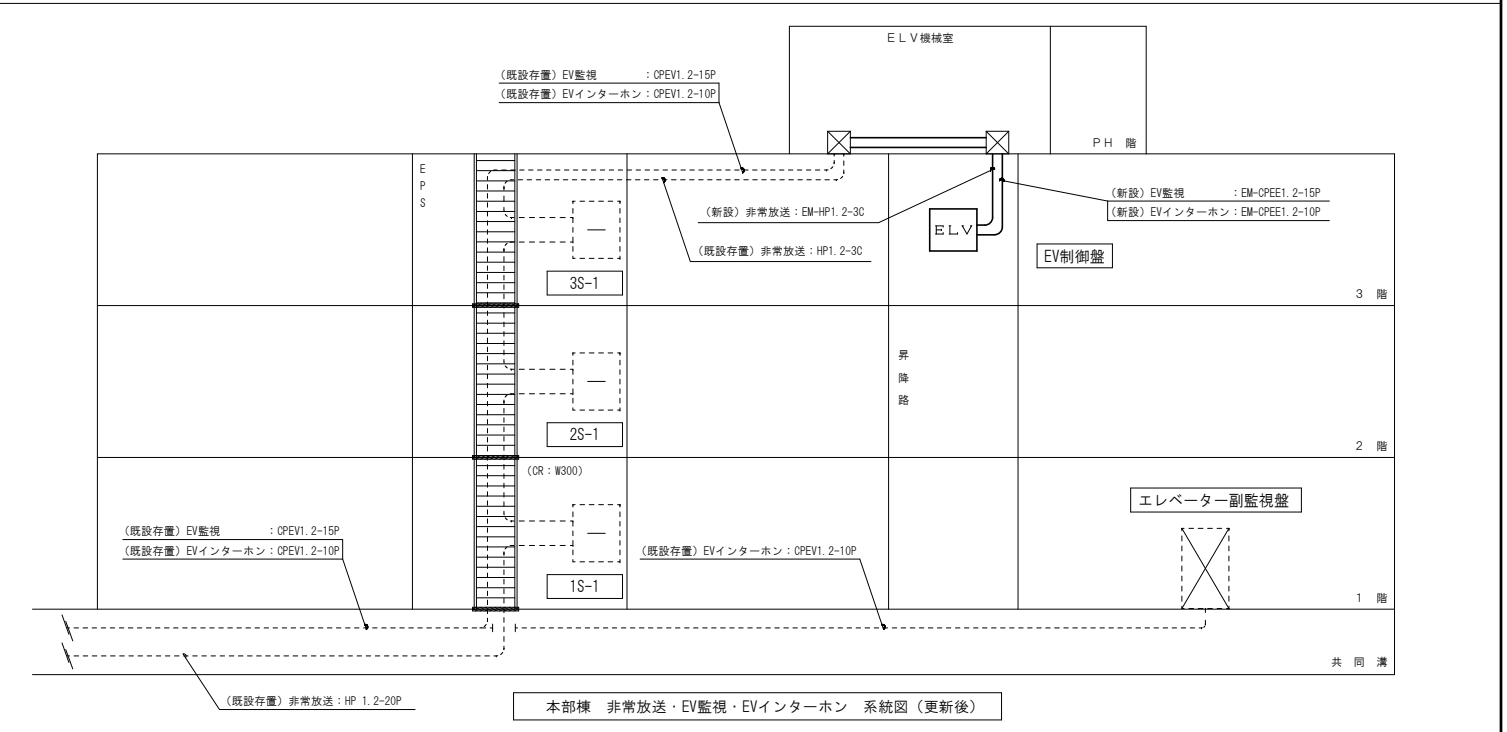 ELV機械室
(既設存置) EV監視 : CPEV1.2-15P
(既設存置) EVインターホン : CPEV1.2-10P
PH 階
EPS
(新設) EV監視 : EM-CPEE1.2-15P
(新設) EVインターホン : EM-CPEE1.2-10P
(新設) 非常放送 : EM-HP1.2-3C
ELV
(既設存置) 非常放送 : HP1.2-3C
EV制御盤
3S-1
3 階
昇降路
2S-1
2 階
(CR : W300)
エレベーター副監視盤
(既設存置) EV監視 : CPEV1.2-15P
(既設存置) EVインターホン : CPEV1.2-10P
(既設存置) EVインターホン : CPEV1.2-10P
1S-1
1 階
共同溝
(既設存置) 非常放送 : HP 1.2-20P
本部棟 非常放送・EV監視・EVインターホン 系統図（更新後）